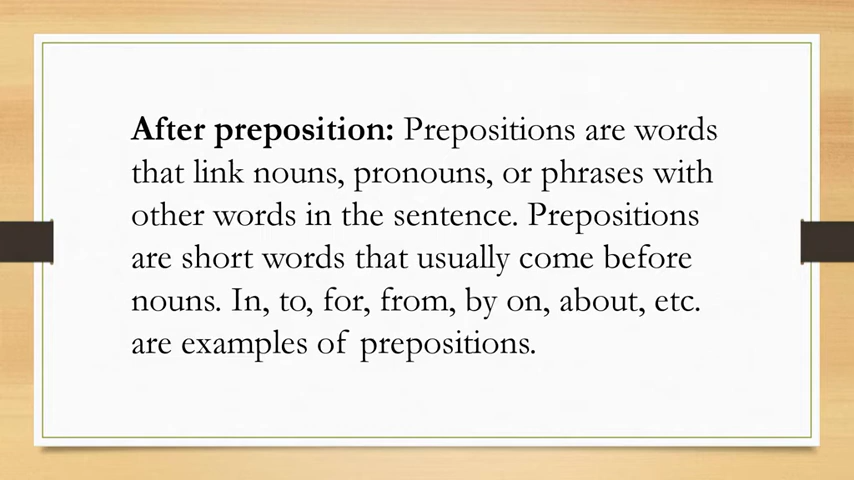 After preposition: Prepositions are words
that link nouns, pronouns, or phrases with
other words in the sentence. Prepositions
are short words that usually come before
nouns. In, to, for, from, by on, about, etc.
are examples of prepositions.